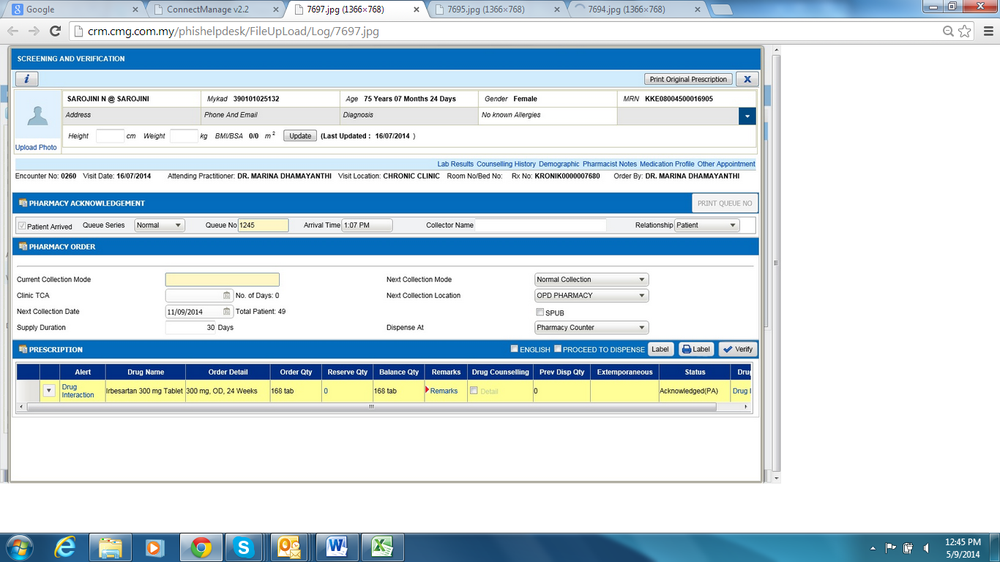 Google
ConnectManage v2.2
7697.jpg (1366×768)
7695.jpg (1366×768)
7694.jpg (1366×768)
crm.cmg.com.my/phishelpdesk/FileUpLoad/Log/7697.jpg
SCREENING AND VERIFICATION
i Print Original Prescription X
SAROJINI N @ SAROJINI Mykad 390101025132 Age 75 Years 07 Months 24 Days Gender Female MRN KKE08004500016905
Address Phone And Email Diagnosis No known Allergies
Height cm Weight kg BMI/BSA 0/0 m 2 Update (Last Updated : 16/07/2014 )
Upload Photo
Lab Results Counselling History Demographic Pharmacist Notes Medication Profile Other Appointment
Encounter No: 0260 Visit Date: 16/07/2014 Attending Practitioner: DR. MARINA DHAMAYANTHI Visit Location: CHRONIC CLINIC Room No/Bed No: Rx No: KRONIK0000007680 Order By: DR. MARINA DHAMAYANTHI
PHARMACY ACKNOWLEDGEMENT PRINT QUEUE NO
Patient Arrived Queue Series Normal Queue No 1245 Arrival Time 1:07 PM Collector Name Relationship Patient
PHARMACY ORDER
Current Collection Mode Next Collection Mode Normal Collection
Clinic TCA No. of Days: 0 Next Collection Location OPD PHARMACY
Next Collection Date 11/09/2014 Total Patient: 49 SPUB
Supply Duration 30 Days Dispense At Pharmacy Counter
PRESCRIPTION ENGLISH PROCEED TO DISPENSE Label Label Verify
Alert Drug Name Order Detail Order Qty Reserve Qty Balance Qty Remarks Drug Counselling Prev Disp Qty Extemporaneous Status Drug
Drug Interaction Irbesartan 300 mg Tablet 300 mg, OD, 24 Weeks 168 tab 0 168 tab Remarks Detail 0 Acknowledged(PA) Drug I
12:45 PM
5/9/2014